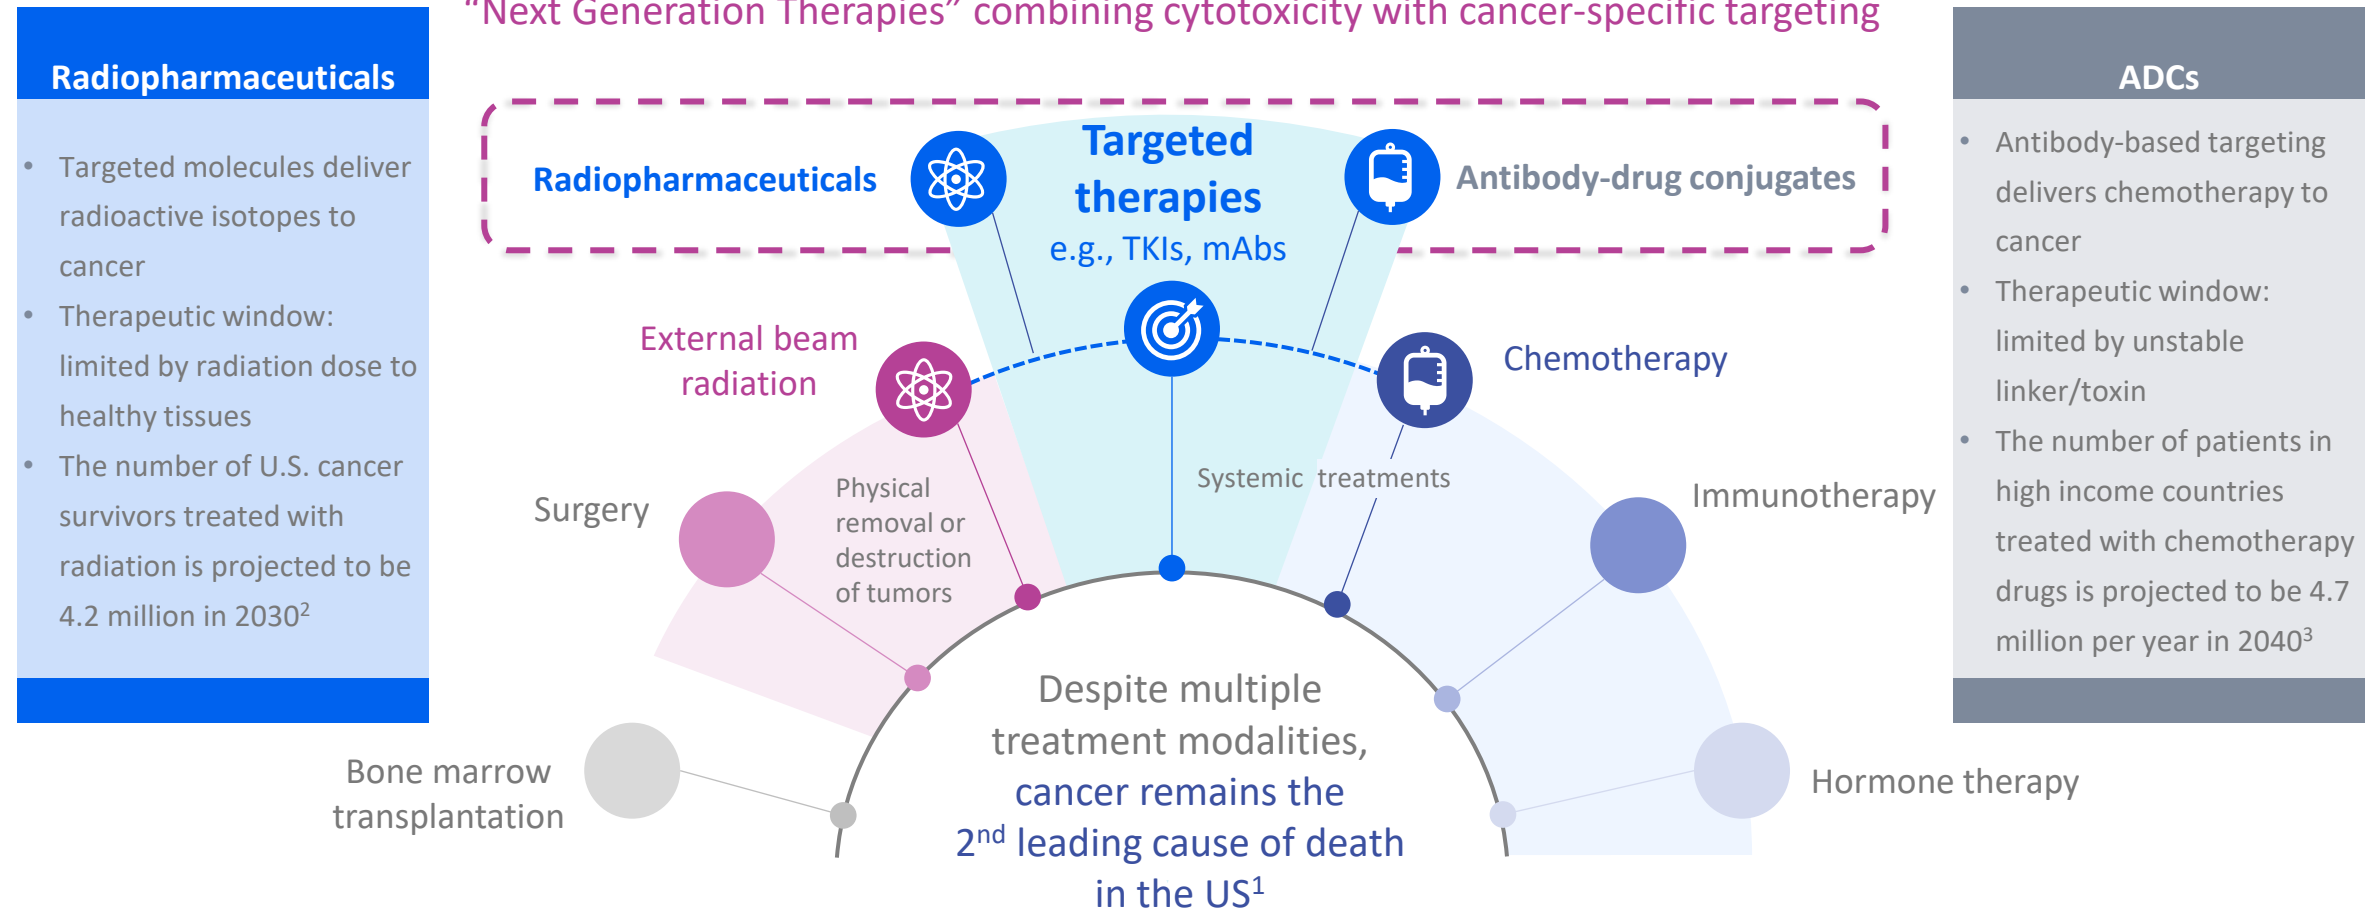 “Next Generation Therapies” combining cytotoxicity with cancer-specific targeting
Radiopharmaceuticals
• Targeted molecules deliver
radioactive isotopes to
cancer
• Therapeutic window:
limited by radiation dose to
healthy tissues
• The number of U.S. cancer
survivors treated with
radiation is projected to be
4.2 million in 2030²
Radiopharmaceuticals
Targeted
therapies
e.g., TKIs, mAbs
Antibody-drug conjugates
External beam
radiation
Chemotherapy
Surgery
Physical
removal or
destruction
of tumors
Systemic treatments
Immunotherapy
Bone marrow
transplantation
Despite multiple
treatment modalities,
cancer remains the
2nd leading cause of death
in the US¹
Hormone therapy
ADCs
• Antibody-based targeting
delivers chemotherapy to
cancer
• Therapeutic window:
limited by unstable
linker/toxin
• The number of patients in
high income countries
treated with chemotherapy
drugs is projected to be 4.7
million per year in 2040³